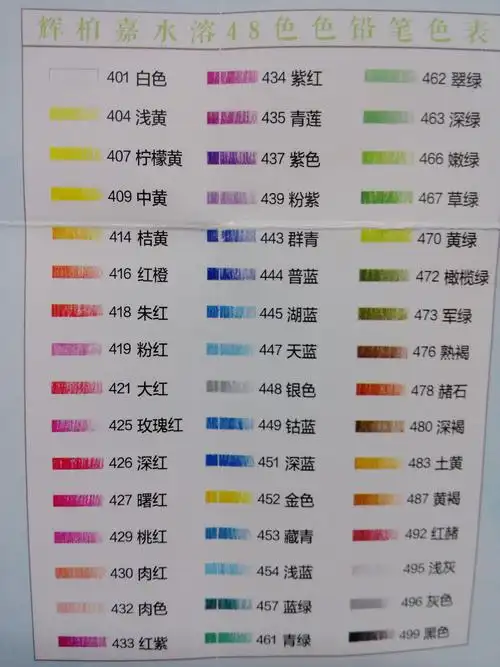 辉柏嘉水溶48色色铅笔色表
401 白色
404 浅黄
407 柠檬黄
409 中黄
414 桔黄
416 红橙
418 朱红
419 粉红
421 大红
425 玫瑰红
426 深红
427 曙红
429 桃红
430 肉红
432 肉色
433 红紫
434 紫红
435 青莲
437 紫色
439 粉紫
443 群青
444 普蓝
445 湖蓝
447 天蓝
448 银色
449 钴蓝
451 深蓝
452 金色
453 藏青
454 浅蓝
457 蓝绿
461 青绿
462 翠绿
463 深绿
466 嫩绿
467 草绿
470 黄绿
472 橄榄绿
473 军绿
476 熟褐
478 赭石
480 深褐
483 土黄
487 黄褐
492 红赭
495 浅灰
496 灰色
499 黑色